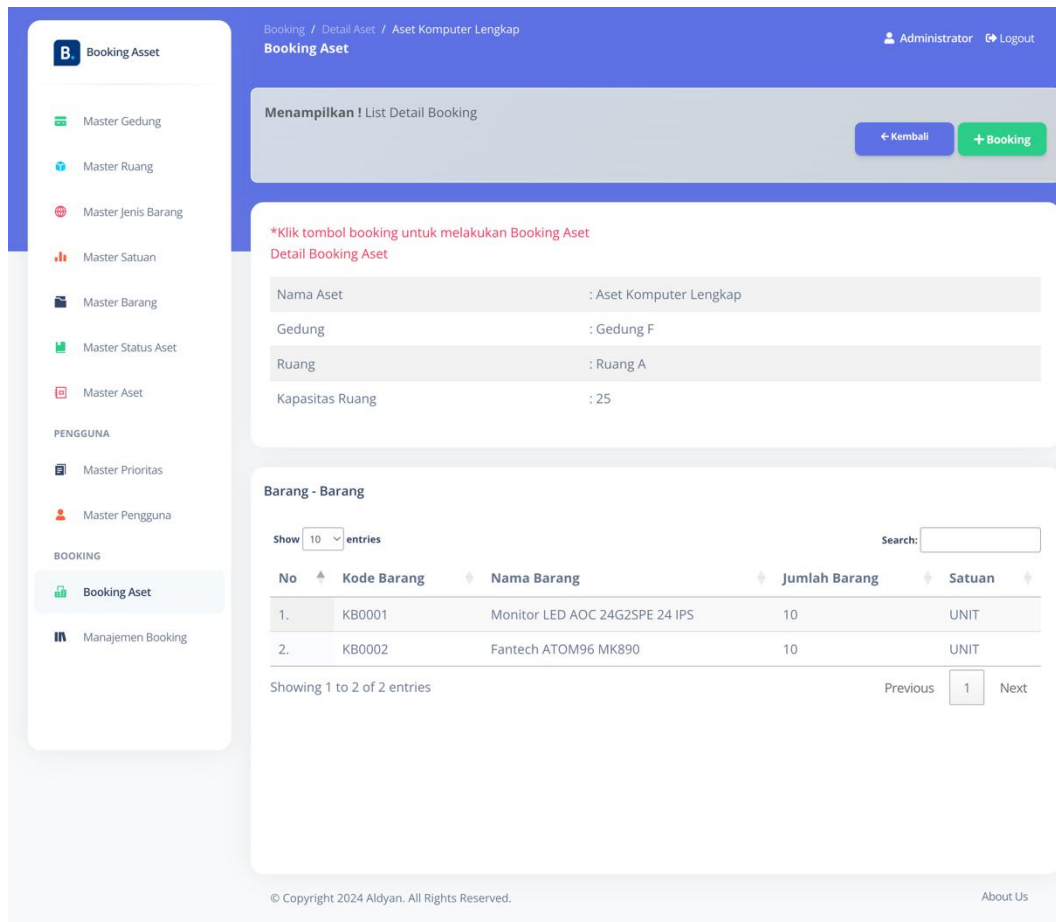 B. Booking Asset
Master Gedung
Master Ruang
Master Jenis Barang
Master Satuan
Master Barang
Master Status Aset
Master Aset
PENGGUNA
Master Prioritas
Master Pengguna
BOOKING
Booking Aset
Manajemen Booking
Booking / Detail Aset / Aset Komputer Lengkap
Booking Aset
Administrator Logout
Menampilkan ! List Detail Booking
Kembali
+ Booking
*Klik tombol booking untuk melakukan Booking Aset
Detail Booking Aset
Nama Aset : Aset Komputer Lengkap
Gedung : Gedung F
Ruang : Ruang A
Kapasitas Ruang : 25
Barang - Barang
Show 10 entries Search:
No Kode Barang Nama Barang Jumlah Barang Satuan
1. KB0001 Monitor LED AOC 24G2SPE 24 IPS 10 UNIT
2. KB0002 Fantech ATOM96 MK890 10 UNIT
Showing 1 to 2 of 2 entries Previous 1 Next
© Copyright 2024 Aldyan. All Rights Reserved. About Us